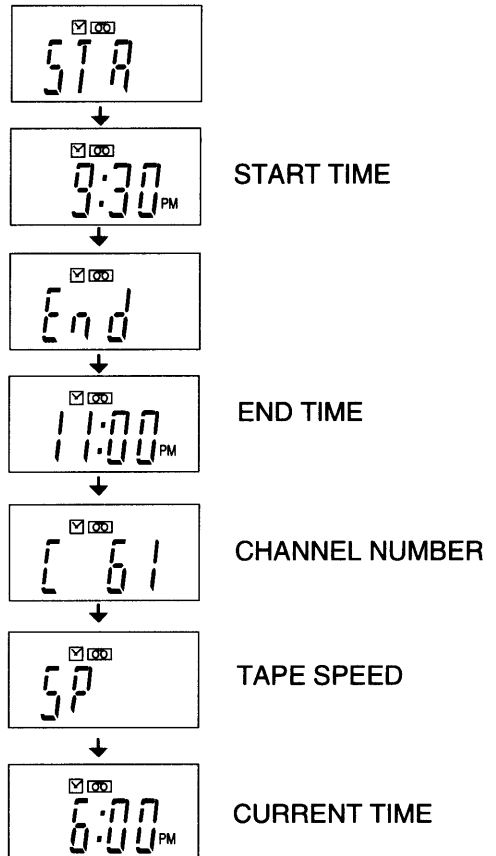 STA
9:30 PM START TIME
End
11:00 PM END TIME
C 61 CHANNEL NUMBER
SP TAPE SPEED
6:00 PM CURRENT TIME